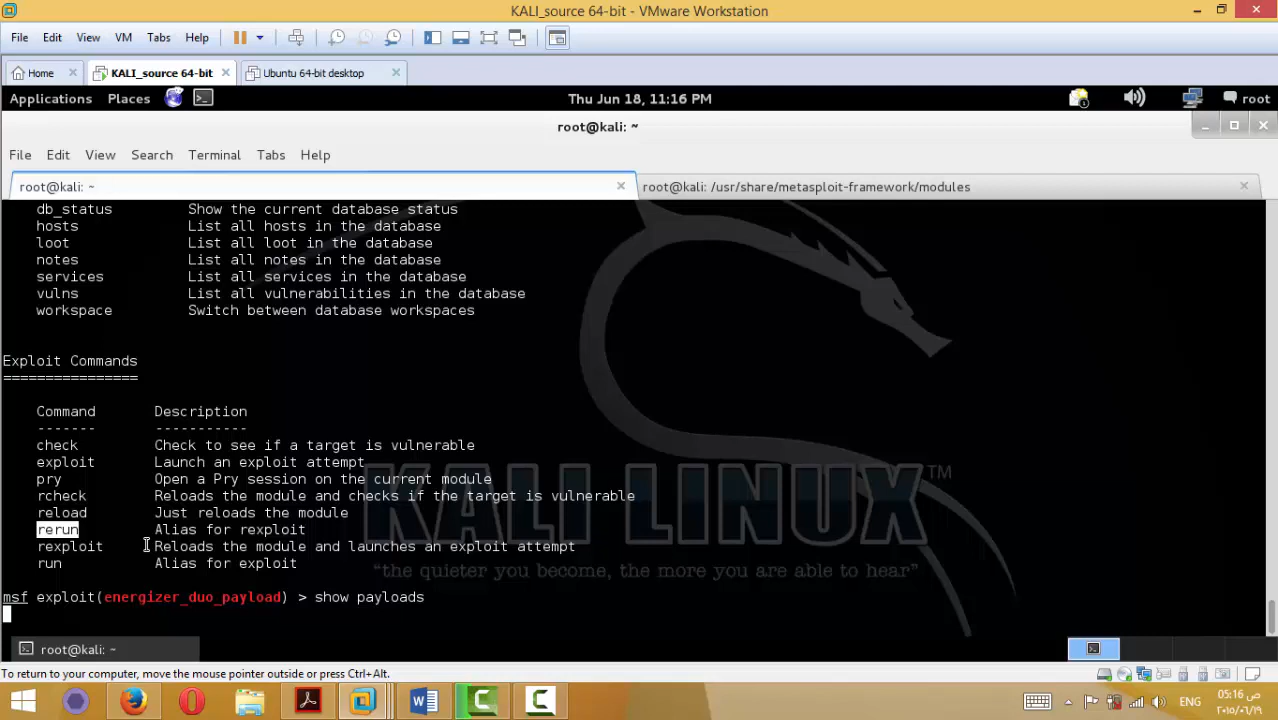 KALI_source 64-bit - VMware Workstation
File Edit View VM Tabs Help
Home KALI_source 64-bit Ubuntu 64-bit desktop
Applications Places Thu Jun 18, 11:16 PM root
root@kali: ~
File Edit View Search Terminal Tabs Help
root@kali: ~ root@kali: /usr/share/metasploit-framework/modules
db_status Show the current database status
hosts List all hosts in the database
loot List all loot in the database
notes List all notes in the database
services List all services in the database
vulns List all vulnerabilities in the database
workspace Switch between database workspaces
Exploit Commands
================
Command Description
------- -----------
check Check to see if a target is vulnerable
exploit Launch an exploit attempt
pry Open a Pry session on the current module
rcheck Reloads the module and checks if the target is vulnerable
reload Just reloads the module
rerun Alias for rexploit
rexploit Reloads the module and launches an exploit attempt
run Alias for exploit
KALI LINUX™
"the quieter you become, the more you are able to hear"
msf exploit(energizer_duo_payload) > show payloads
root@kali: ~
To return to your computer, move the mouse pointer outside or press Ctrl+Alt.
ENG ص 05:16
٢٠١٥/٠٦/١٩